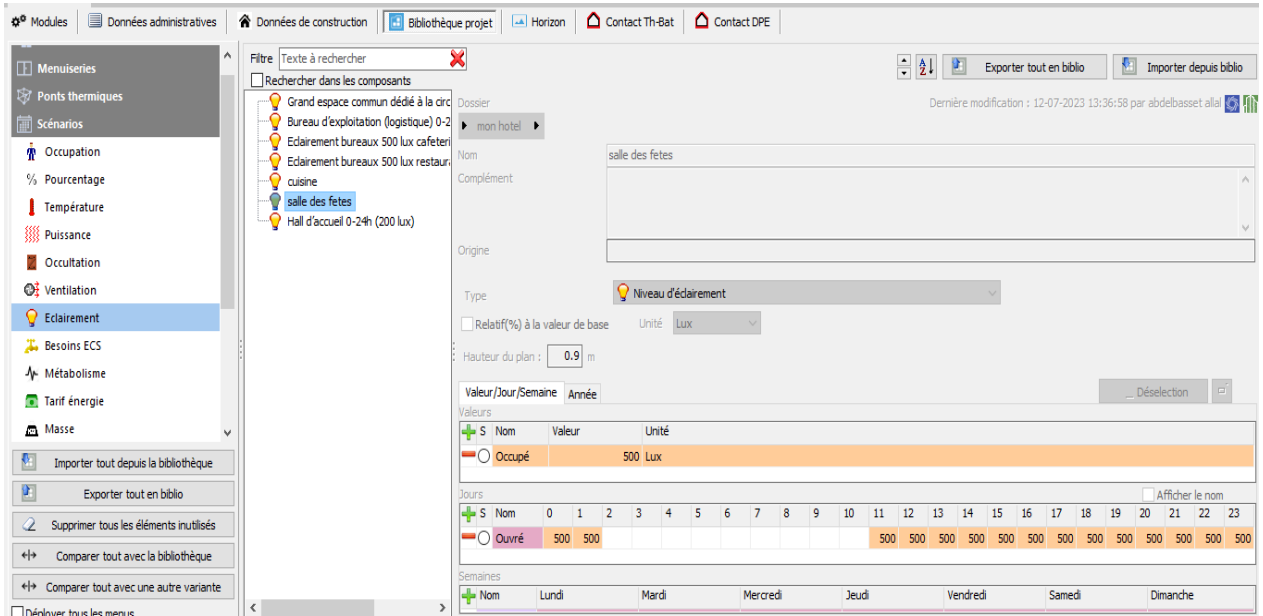 Modules Données administratives Données de construction Bibliothèque projet Horizon Contact Th-Bat Contact DPE
Menuiseries
Ponts thermiques
Scénarios
Occupation
% Pourcentage
Température
Puissance
Occultation
Ventilation
Eclairement
Besoins ECS
Métabolisme
Tarif énergie
Masse
Importer tout depuis la bibliothèque
Exporter tout en biblio
Supprimer tous les éléments inutilisés
Comparer tout avec la bibliothèque
Comparer tout avec une autre variante
Déployer tous les menus
Filtre Texte à rechercher
Rechercher dans les composants
Grand espace commun dédié à la circ
Bureau d'exploitation (logistique) 0-2
Eclairement bureaux 500 lux cafeteri
Eclairement bureaux 500 lux restaur
cuisine
salle des fetes
Hall d'accueil 0-24h (200 lux)
Exporter tout en biblio Importer depuis biblio
Dossier Dernière modification : 12-07-2023 13:36:58 par abdelbasset allal
mon hotel
Nom salle des fetes
Complément
Origine
Type Niveau d'éclairement
Relatif(%) à la valeur de base Unité Lux
Hauteur du plan : 0.9 m
Valeur/Jour/Semaine Année Déselection
Valeurs
S Nom Valeur Unité
Occupé 500 Lux
Jours Afficher le nom
S Nom 0 1 2 3 4 5 6 7 8 9 10 11 12 13 14 15 16 17 18 19 20 21 22 23
Ouvré 500 500 500 500 500 500 500 500 500 500 500 500 500 500 500
Semaines
Nom Lundi Mardi Mercredi Jeudi Vendredi Samedi Dimanche